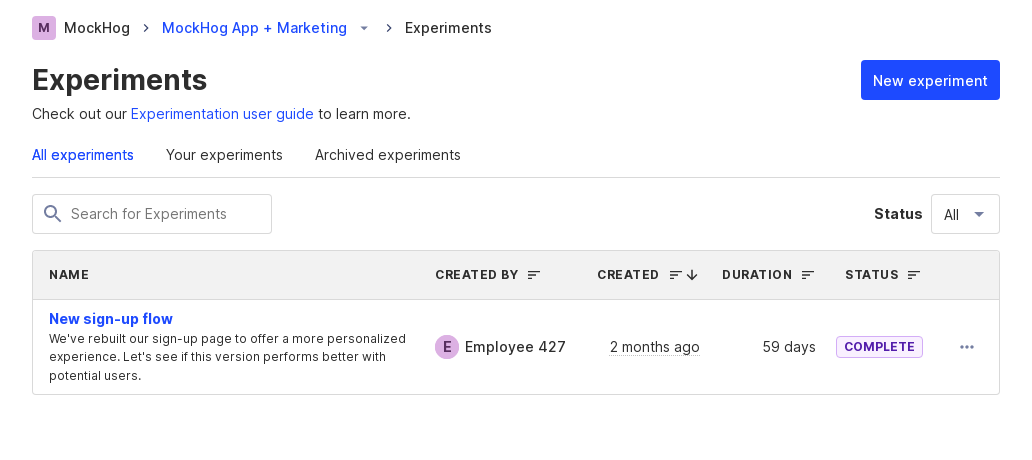 M MockHog > MockHog App + Marketing > Experiments
Experiments
New experiment
Check out our Experimentation user guide to learn more.
All experiments Your experiments Archived experiments
Search for Experiments
Status All
NAME CREATED BY CREATED DURATION STATUS
New sign-up flow
We've rebuilt our sign-up page to offer a more personalized
experience. Let's see if this version performs better with
potential users.
E Employee 427 2 months ago 59 days COMPLETE